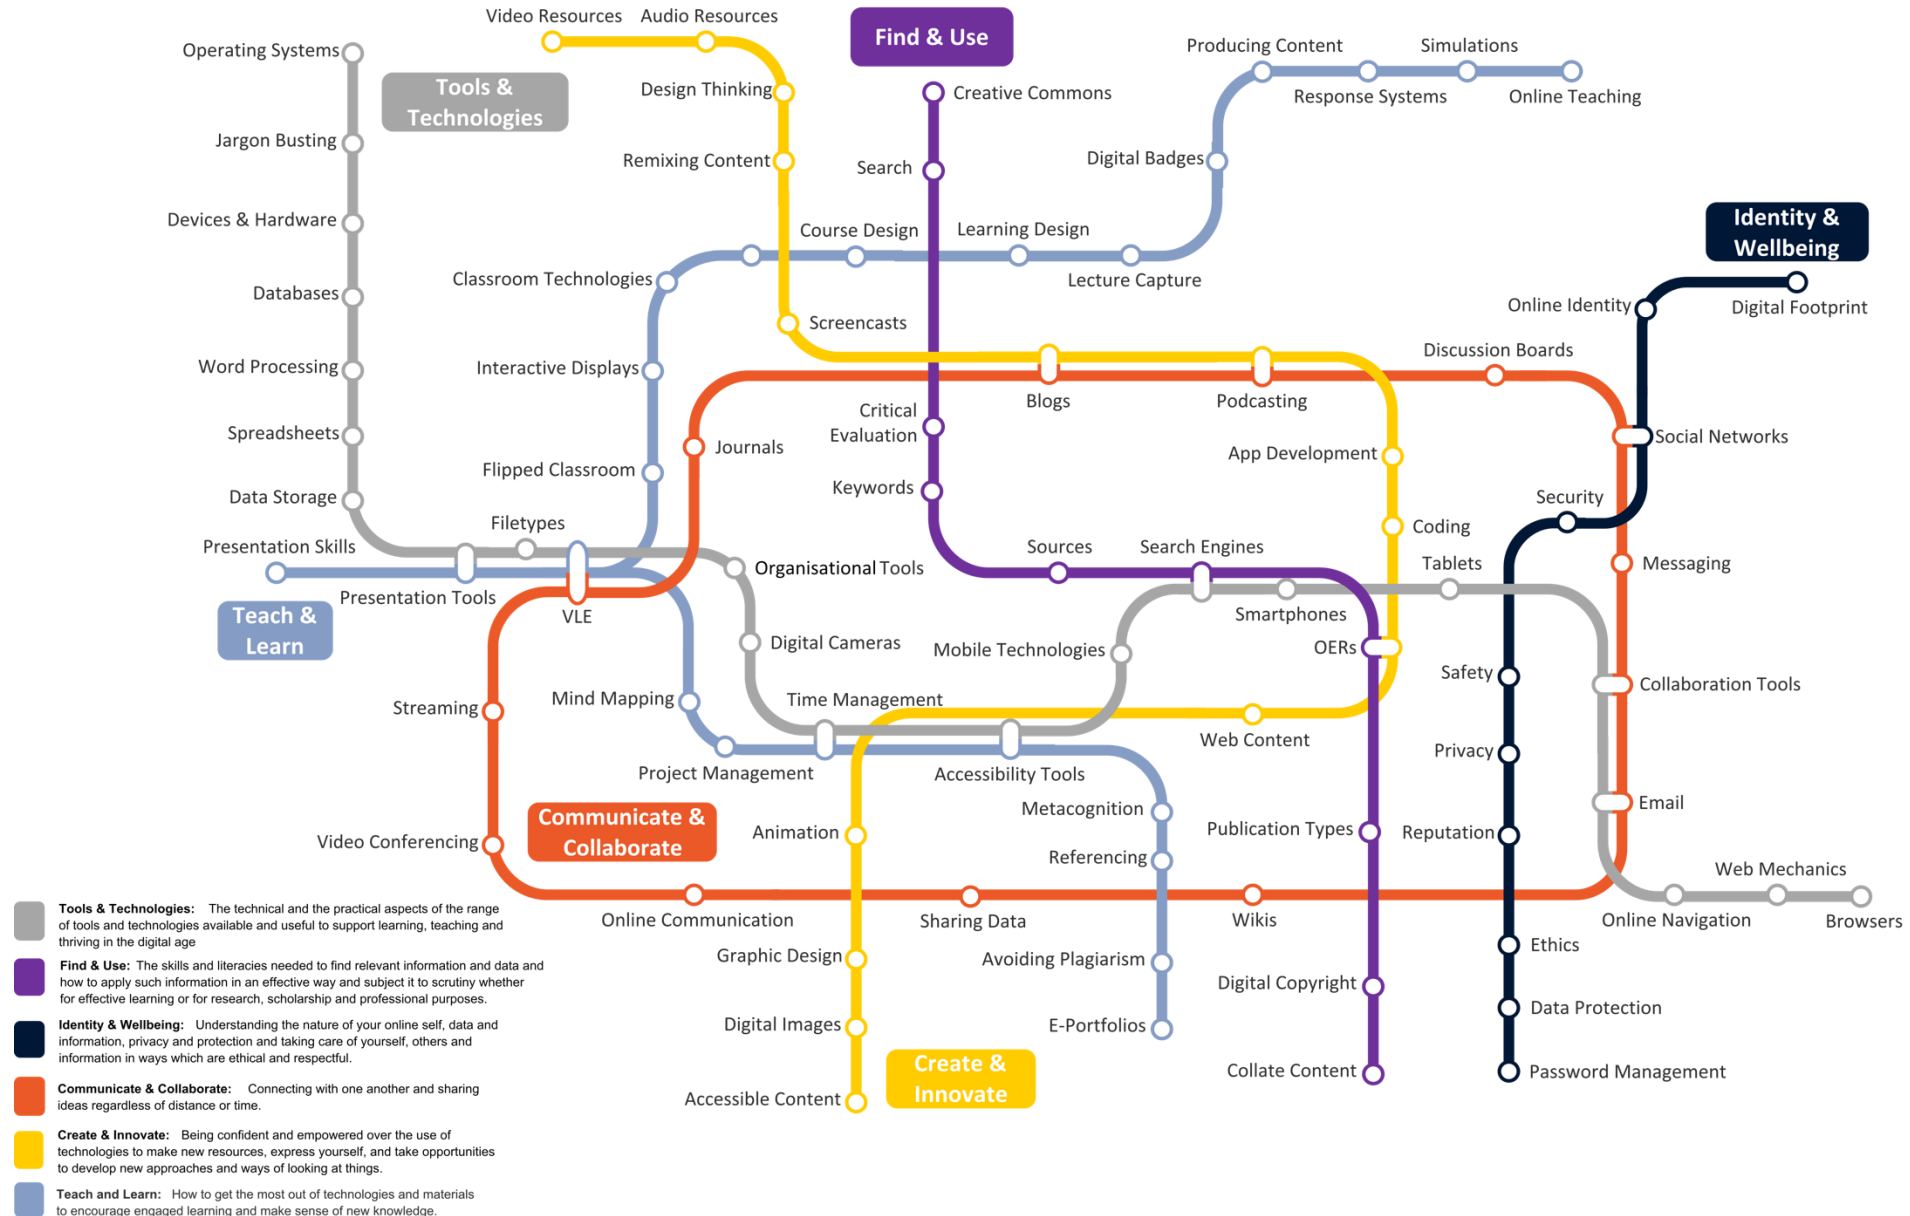 Video Resources
Audio Resources
Find & Use
Operating Systems
Producing Content
Simulations
Tools &
Technologies
Design Thinking
Creative Commons
Response Systems
Online Teaching
Jargon Busting
Remixing Content
Search
Digital Badges
Devices & Hardware
Course Design
Learning Design
Identity &
Wellbeing
Classroom Technologies
Lecture Capture
Databases
Online Identity
Digital Footprint
Screencasts
Discussion Boards
Word Processing
Interactive Displays
Blogs
Podcasting
Critical
Evaluation
Spreadsheets
Journals
App Development
Social Networks
Flipped Classroom
Keywords
Data Storage
Security
Filetypes
Coding
Presentation Skills
Sources
Search Engines
Tablets
Organisational Tools
Messaging
Presentation Tools
VLE
Smartphones
Teach &
Learn
Digital Cameras
Mobile Technologies
OERs
Safety
Collaboration Tools
Mind Mapping
Time Management
Streaming
Web Content
Privacy
Project Management
Accessibility Tools
Metacognition
Email
Communicate &
Collaborate
Animation
Publication Types
Reputation
Video Conferencing
Referencing
Web Mechanics
Online Communication
Sharing Data
Wikis
Online Navigation
Browsers
Graphic Design
Avoiding Plagiarism
Ethics
Digital Copyright
Data Protection
Digital Images
E-Portfolios
Create &
Innovate
Collate Content
Password Management
Accessible Content
Tools & Technologies: The technical and the practical aspects of the range
of tools and technologies available and useful to support learning, teaching and
thriving in the digital age
Find & Use: The skills and literacies needed to find relevant information and data and
how to apply such information in an effective way and subject it to scrutiny whether
for effective learning or for research, scholarship and professional purposes.
Identity & Wellbeing: Understanding the nature of your online self, data and
information, privacy and protection and taking care of yourself, others and
information in ways which are ethical and respectful.
Communicate & Collaborate: Connecting with one another and sharing
ideas regardless of distance or time.
Create & Innovate: Being confident and empowered over the use of
technologies to make new resources, express yourself, and take opportunities
to develop new approaches and ways of looking at things.
Teach and Learn: How to get the most out of technologies and materials
to encourage engaged learning and make sense of new knowledge.